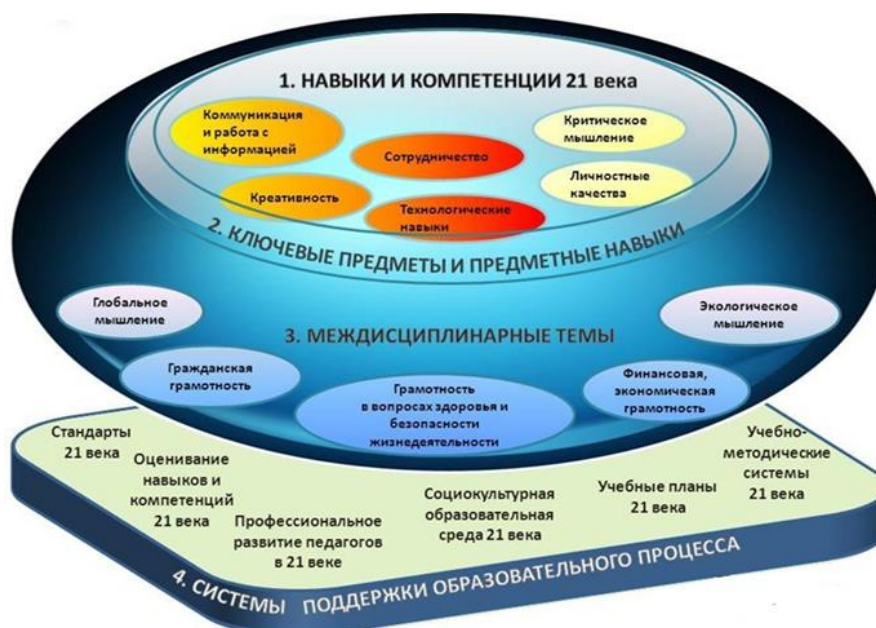 1. НАВЫКИ И КОМПЕТЕНЦИИ 21 века
Коммуникация
и работа с
информацией
Сотрудничество
Критическое
мышление
Креативность
Технологические
навыки
Личностные
качества
2. КЛЮЧЕВЫЕ ПРЕДМЕТЫ И ПРЕДМЕТНЫЕ НАВЫКИ
Глобальное
мышление
3. МЕЖДИСЦИПЛИНАРНЫЕ ТЕМЫ
Экологическое
мышление
Гражданская
грамотность
Грамотность
в вопросах здоровья и
безопасности
жизнедеятельности
Финансовая,
экономическая
грамотность
Стандарты
21 века
Оценивание
навыков и
компетенций
21 века
Профессиональное
развитие педагогов
в 21 веке
Социокультурная
образовательная
среда 21 века
Учебные планы
21 века
Учебно-
методические
системы
21 века
4. СИСТЕМЫ ПОДДЕРЖКИ ОБРАЗОВАТЕЛЬНОГО ПРОЦЕССА